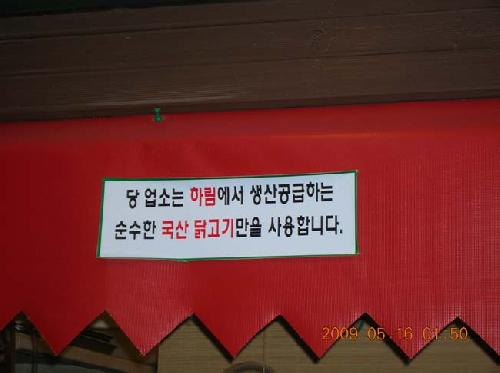 당 업소는 하림에서 생산공급하는
순수한 국산 닭고기만을 사용합니다.
2009 05 16 01:50